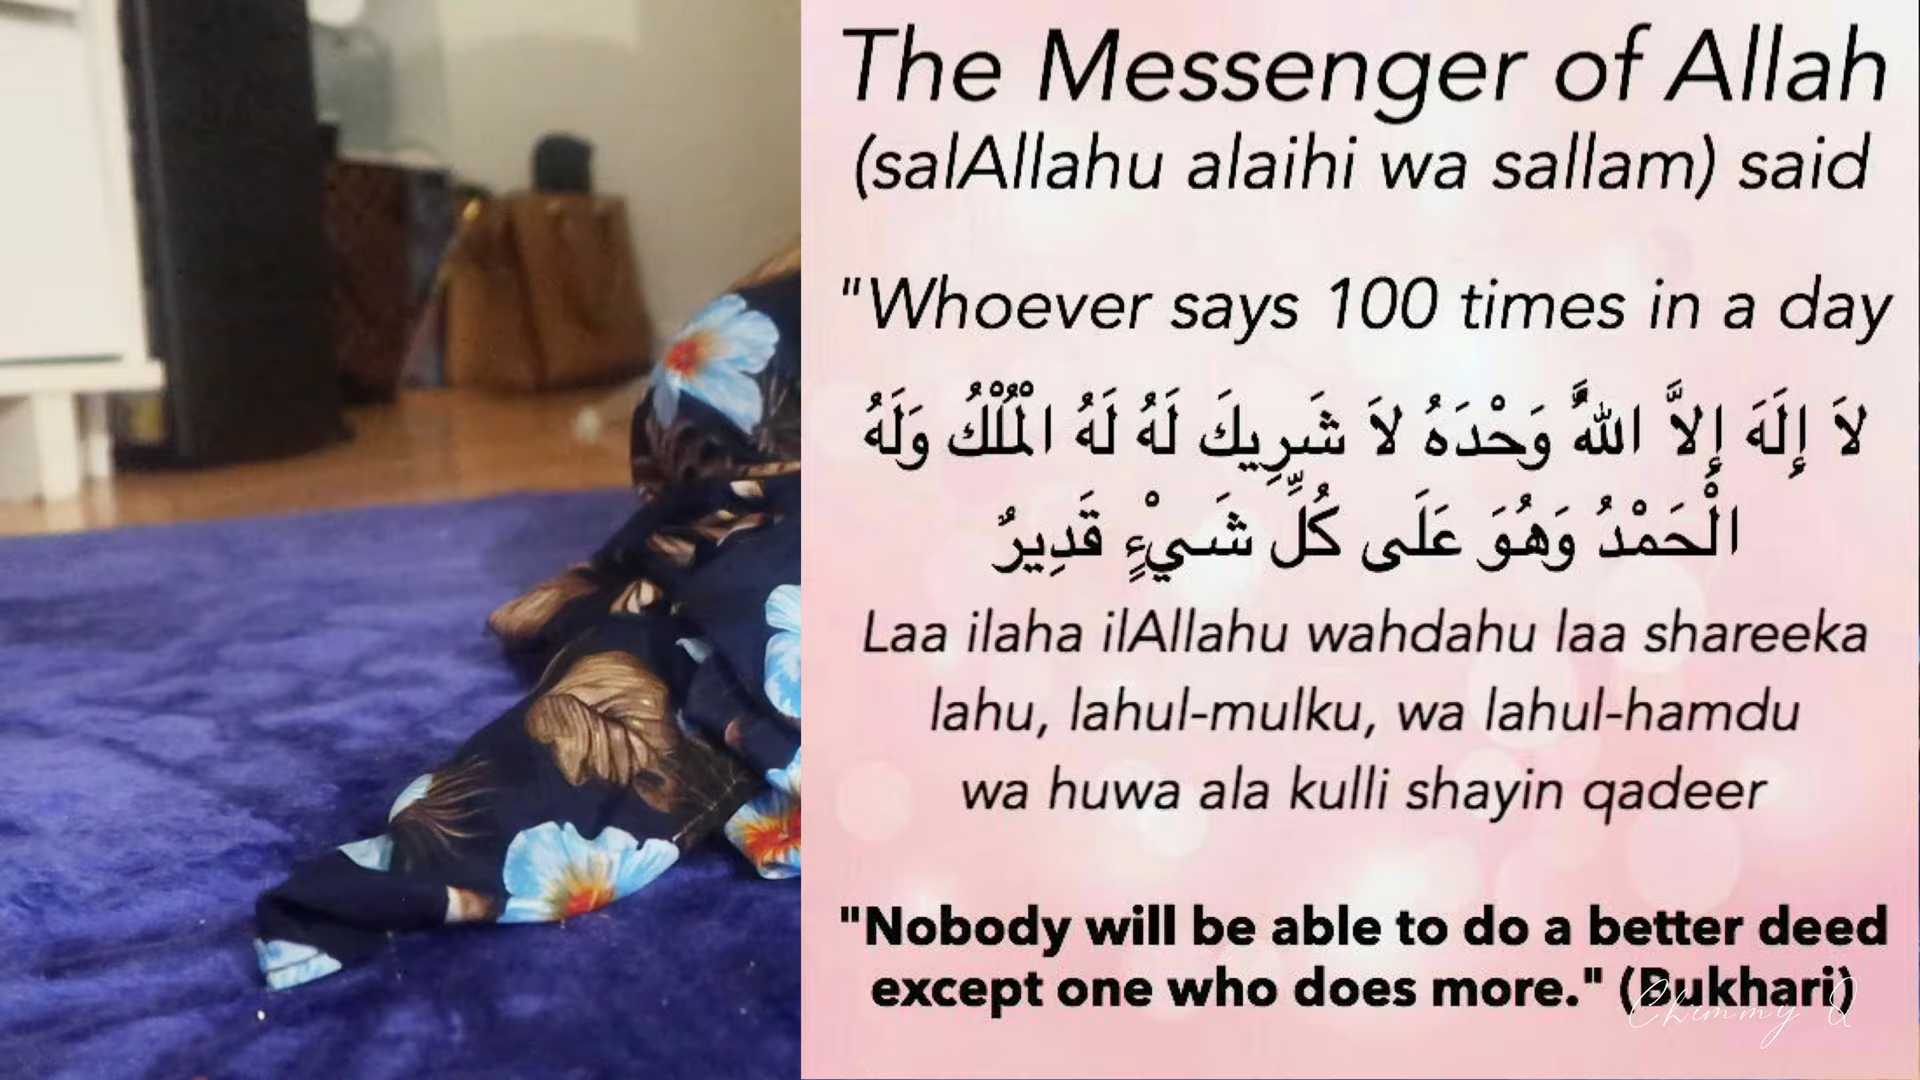 The Messenger of Allah
(salAllahu alaihi wa sallam) said
"Whoever says 100 times in a day
لاَ إِلَهَ إِلاَّ اللهُ وَحْدَهُ لاَ شَرِيكَ لَهُ لَهُ الْمُلْكُ وَلَهُ
الْحَمْدُ وَهُوَ عَلَى كُلِّ شَيْءٍ قَدِيرٌ
Laa ilaha ilAllahu wahdahu laa shareeka
lahu, lahul-mulku, wa lahul-hamdu
wa huwa ala kulli shayin qadeer
"Nobody will be able to do a better deed
except one who does more." (Bukhari)
Chimmy Q